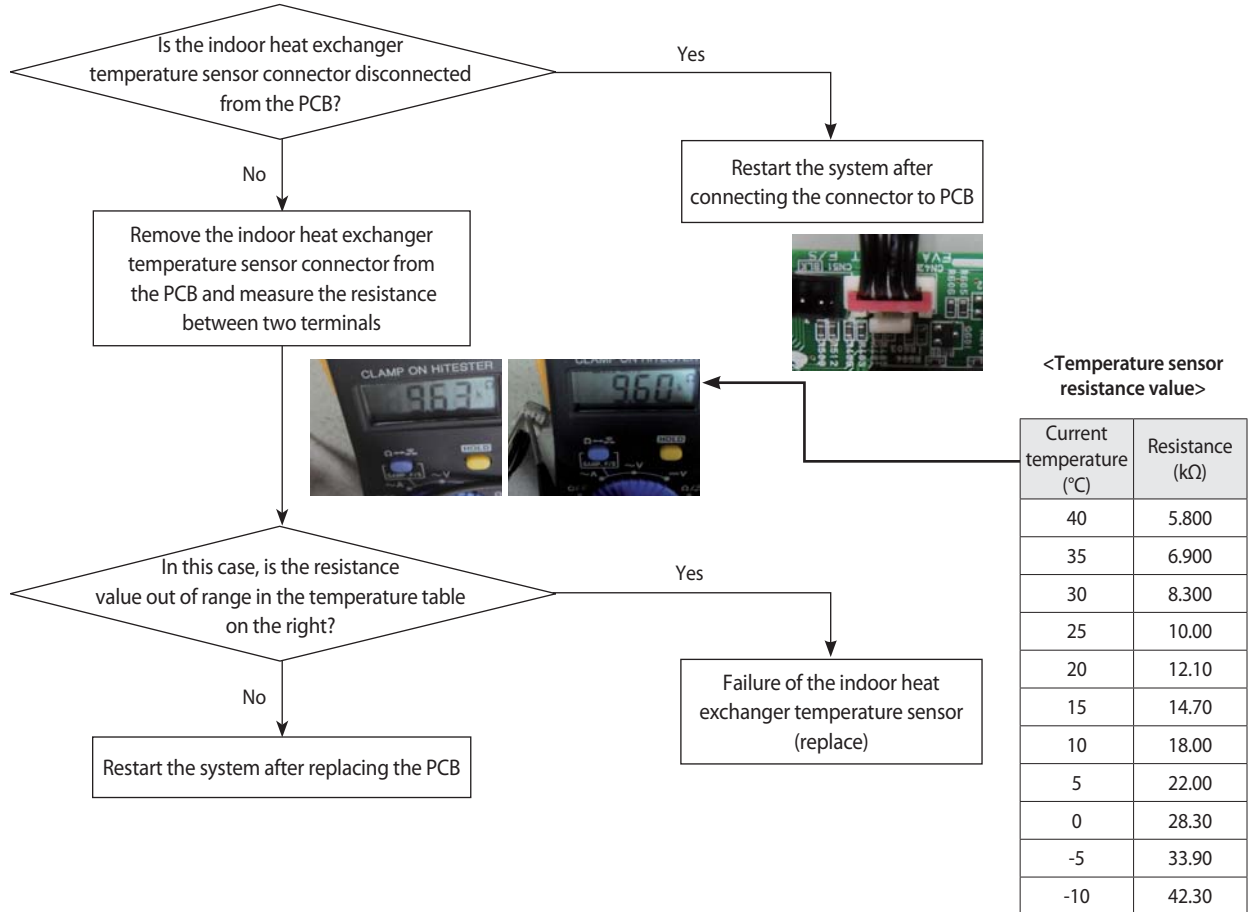 Is the indoor heat exchanger
temperature sensor connector disconnected
from the PCB?
Yes
No
Restart the system after
connecting the connector to PCB
Remove the indoor heat exchanger
temperature sensor connector from
the PCB and measure the resistance
between two terminals
CLAMP ON HITESTER
9.63
HOLD
CLAMP ON HITESTER
9.60
HOLD
<Temperature sensor
resistance value>
Current
temperature
(°C)
Resistance
(kΩ)
40 5.800
35 6.900
30 8.300
25 10.00
20 12.10
15 14.70
10 18.00
5 22.00
0 28.30
-5 33.90
-10 42.30
In this case, is the resistance
value out of range in the temperature table
on the right?
Yes
No
Failure of the indoor heat
exchanger temperature sensor
(replace)
Restart the system after replacing the PCB